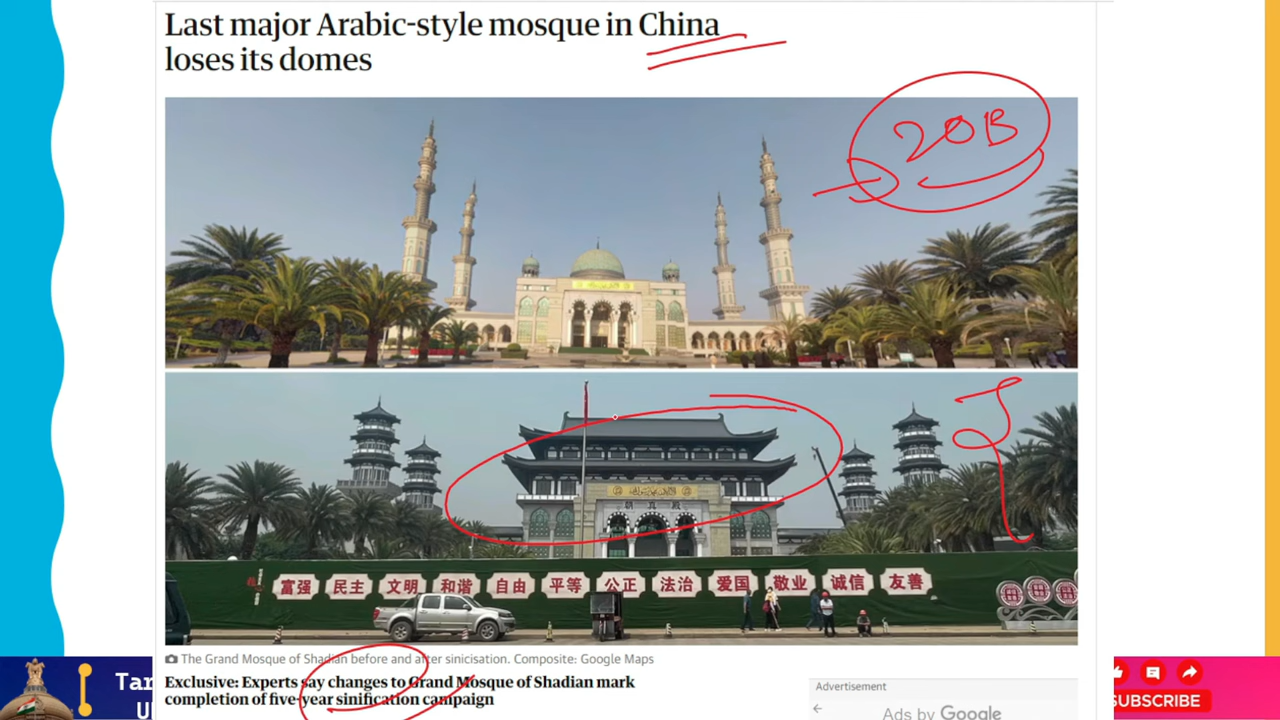 Last major Arabic-style mosque in China
loses its domes
20B
富强 民主 文明 和谐 自由 平等 公正 法治 爱国 敬业 诚信 友善
The Grand Mosque of Shadian before and after sinicisation. Composite: Google Maps
Exclusive: Experts say changes to Grand Mosque of Shadian mark
completion of five-year sinification campaign
Advertisement
Ads by Google
Tar
U
SUBSCRIBE